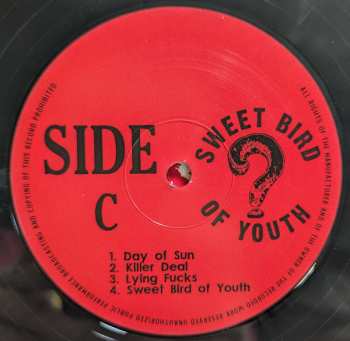 SIDE
C
SWEET BIRD
?
OF YOUTH
1. Day of Sun
2. Killer Deal
3. Lying Fucks
4. Sweet Bird of Youth
ALL RIGHTS OF THE MANUFACTURER AND OF THE OWNER OF THE RECORDED WORK RESERVED UNAUTHORIZED PUBLIC PERFORMANCE BROADCASTING AND COPYING OF THIS RECORD PROHIBITED